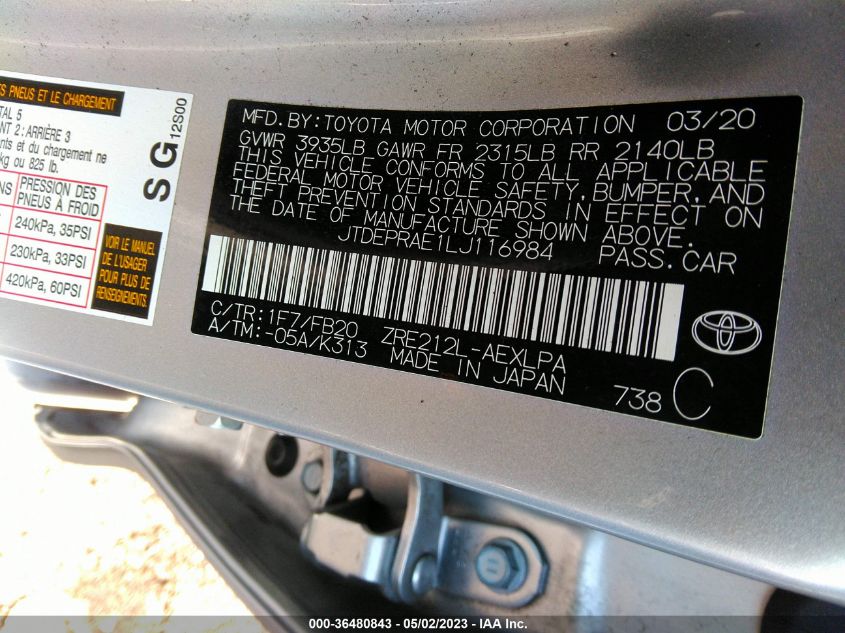 TS PNEUS ET LE CHARGEMENT
TAL 5
ANT 2: ARRIÈRE 3
ants et du chargement ne
kg ou 825 lb.
ONS PRESSION DES
PNEUS À FROID
240kPa, 35PSI
230kPa, 33PSI
420kPa, 60PSI
VOIR LE MANUEL
DE L'USAGER
POUR PLUS DE
RENSEIGNEMENTS.
SG
12S00
MFD. BY: TOYOTA MOTOR CORPORATION 03/20
GVWR 3935LB GAWR FR 2315LB RR 2140LB
THIS VEHICLE CONFORMS TO ALL APPLICABLE
FEDERAL MOTOR VEHICLE SAFETY, BUMPER, AND
THEFT PREVENTION STANDARDS IN EFFECT ON
THE DATE OF MANUFACTURE SHOWN ABOVE.
JTDEPRAE1LJ116984 PASS. CAR
C/TR: 1F7/FB20 ZRE212L-AEXLPA
A/TM: -05A/K313 MADE IN JAPAN
738 C
000-36480843 - 05/02/2023 - IAA Inc.